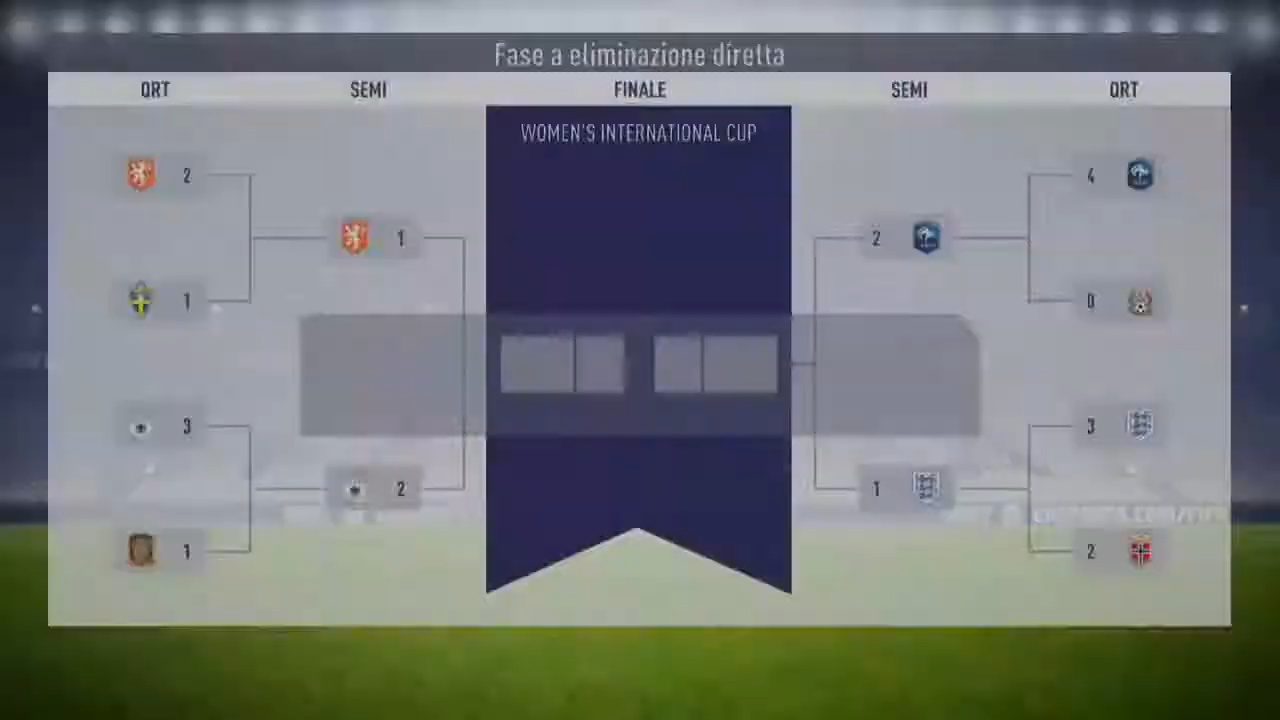 Fase a eliminazione diretta
QRT SEMI FINALE SEMI QRT
WOMEN'S INTERNATIONAL CUP
2 4
1 2
1 0
3 3
2 1
1 2